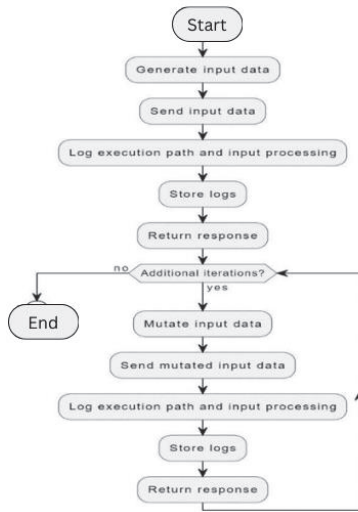 Start
Generate input data
Send input data
Log execution path and input processing
Store logs
Return response
no
Additional iterations?
yes
End
Mutate input data
Send mutated input data
Log execution path and input processing
Store logs
Return response